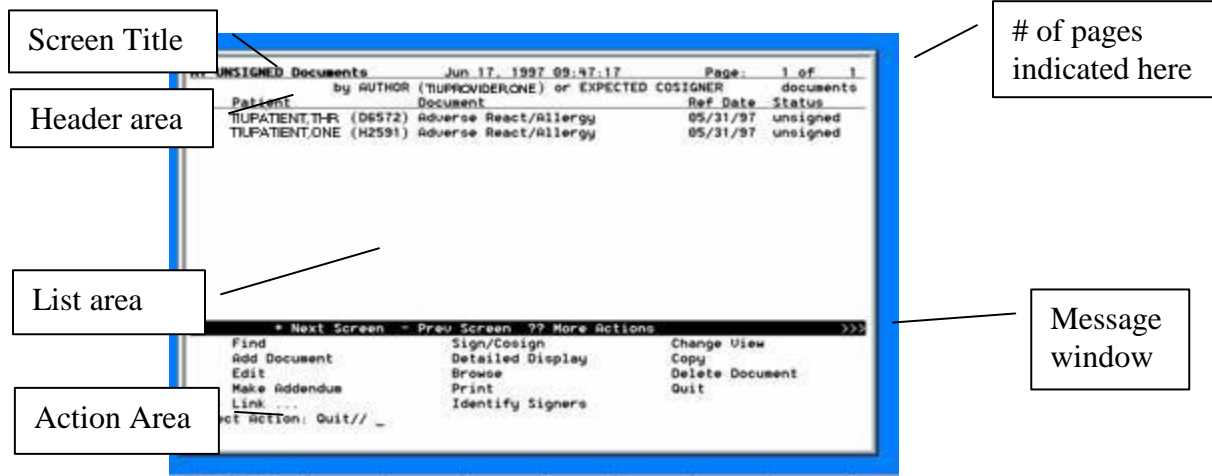 Screen Title
# of pages
indicated here
UNSIGNED Documents Jun 17, 1997 09:47:17 Page: 1 of 1
by AUTHOR (TIUPROVIDER,ONE) or EXPECTED COSIGNER documents
Patient Document Ref Date Status
Header area
TIUPATIENT,THR (D6572) Adverse React/Allergy 05/31/97 unsigned
TIUPATIENT,ONE (H2591) Adverse React/Allergy 05/31/97 unsigned
List area
Message
window
+ Next Screen - Prev Screen ?? More Actions >>>
Find Sign/Cosign Change View
Add Document Detailed Display Copy
Edit Browse Delete Document
Make Addendum Print Quit
Link ... Identify Signers
Action Area
ect Action: Quit// _